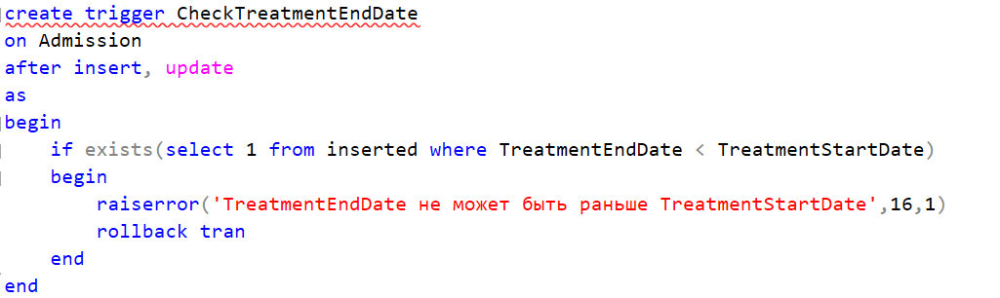 create trigger CheckTreatmentEndDate
on Admission
after insert, update
as
begin
    if exists(select 1 from inserted where TreatmentEndDate < TreatmentStartDate)
    begin
        raiserror('TreatmentEndDate не может быть раньше TreatmentStartDate',16,1)
        rollback tran
    end
end